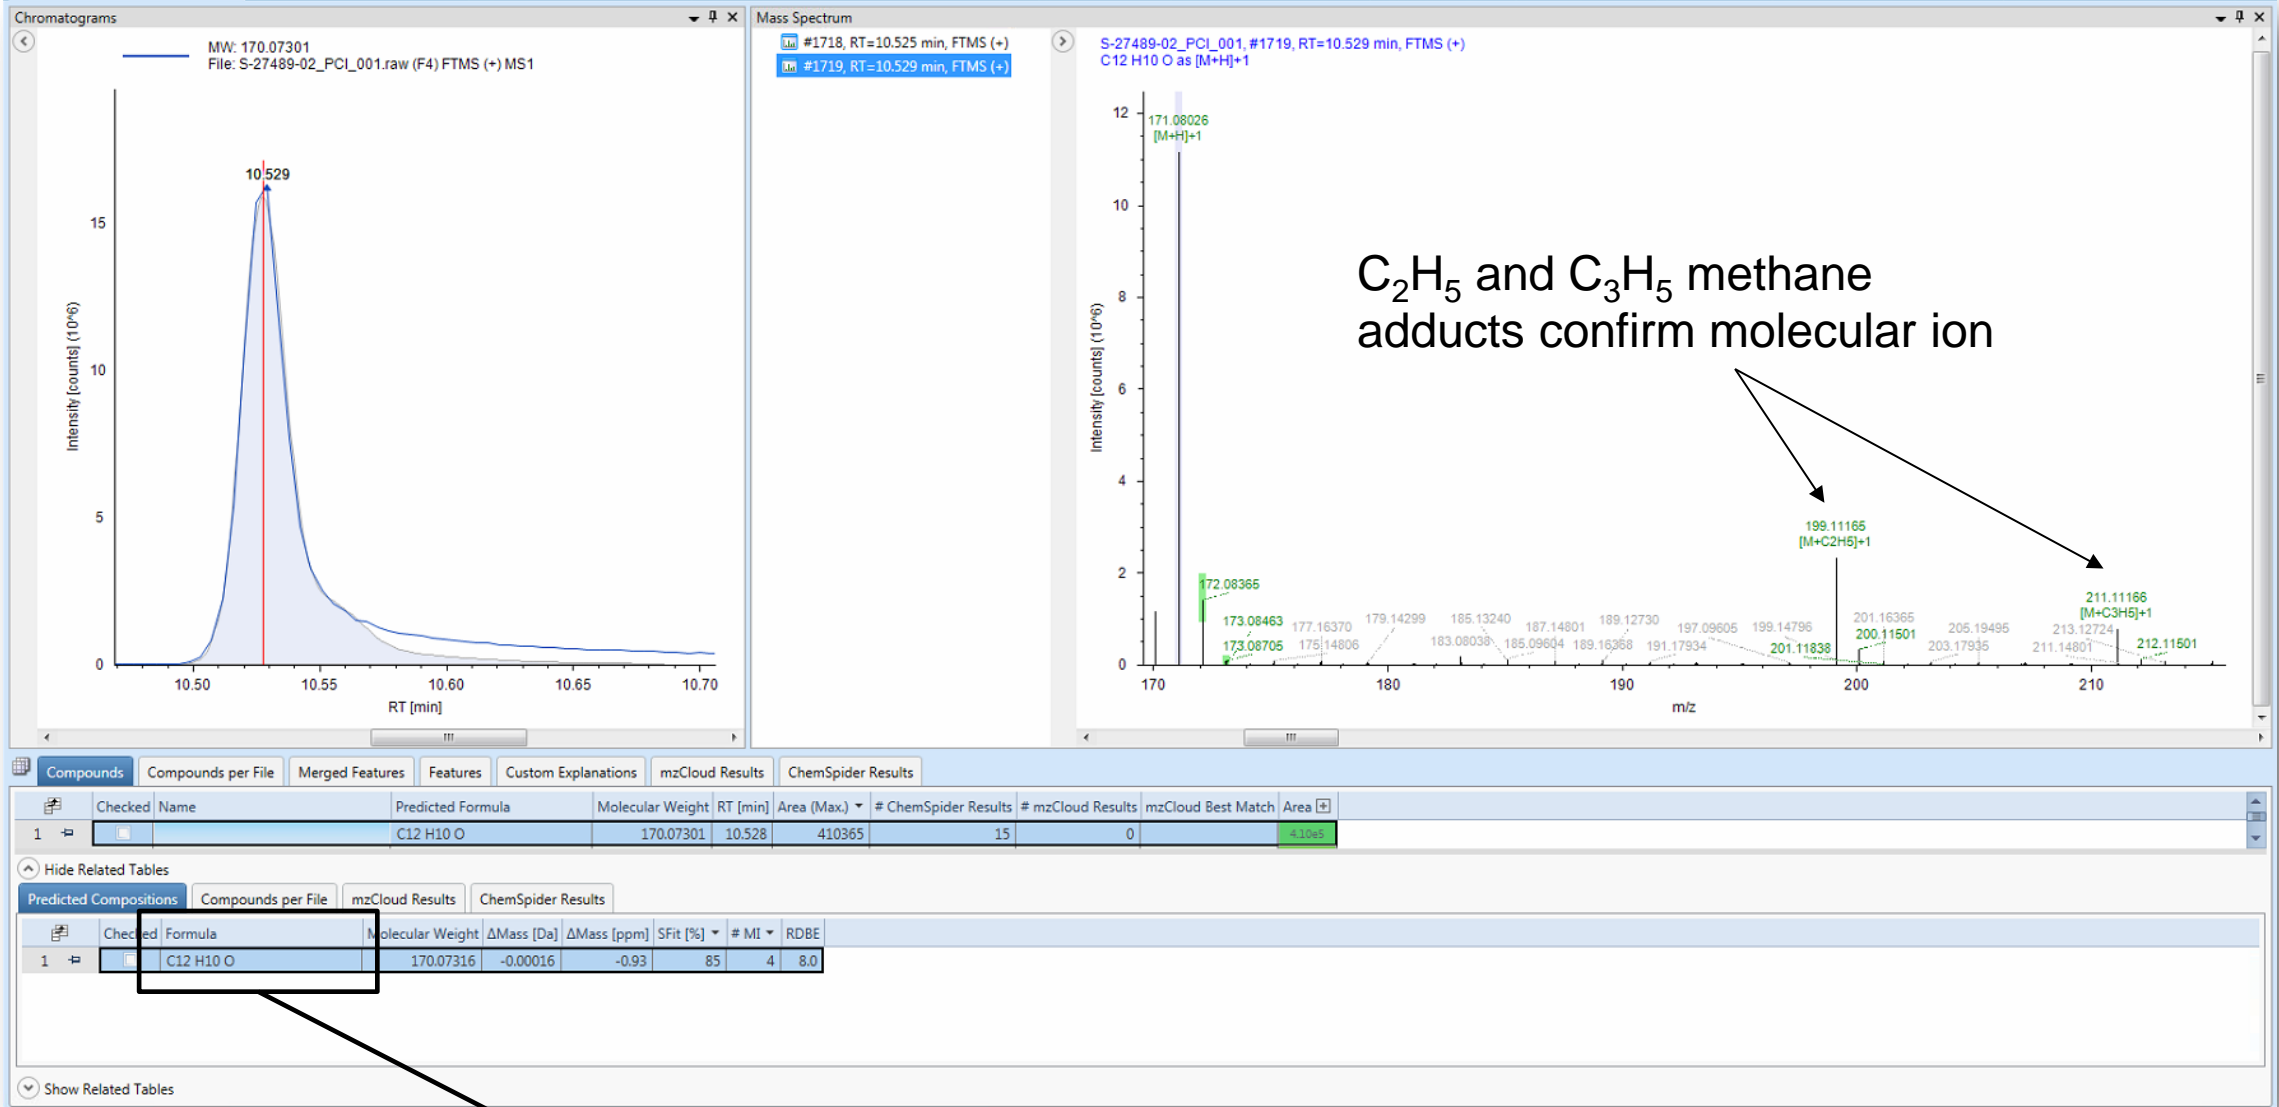 Chromatograms
MW: 170.07301
File: S-27489-02_PCI_001.raw (F4) FTMS (+) MS1
10.529
15
10
5
0
Intensity [counts] (10^6)
10.50 10.55 10.60 10.65 10.70
RT [min]
Mass Spectrum
#1718, RT=10.525 min, FTMS (+)
#1719, RT=10.529 min, FTMS (+)
S-27489-02_PCI_001, #1719, RT=10.529 min, FTMS (+)
C12 H10 O as [M+H]+1
12
10
8
6
4
2
0
Intensity [counts] (10^6)
171.08026
[M+H]+1
C₂H₅ and C₃H₅ methane
adducts confirm molecular ion
199.11165
[M+C2H5]+1
211.11166
[M+C3H5]+1
172.08365
173.08463
173.08705
177.16370
175.14806
179.14299
185.13240
183.08038
187.14801
185.09604
189.12730
189.16368
197.09605
191.17934
199.14796
201.16365
200.11501
201.11838
205.19495
203.17935
213.12724
211.14801
212.11501
170 180 190 200 210
m/z
Compounds Compounds per File Merged Features Features Custom Explanations mzCloud Results ChemSpider Results
Checked Name Predicted Formula Molecular Weight RT [min] Area (Max.) # ChemSpider Results # mzCloud Results mzCloud Best Match Area
1 C12 H10 O 170.07301 10.528 410365 15 0 4.10e5
Hide Related Tables
Predicted Compositions Compounds per File mzCloud Results ChemSpider Results
Checked Formula Molecular Weight ΔMass [Da] ΔMass [ppm] SFit [%] # MI RDBE
1 C12 H10 O 170.07316 -0.00016 -0.93 85 4 8.0
Show Related Tables